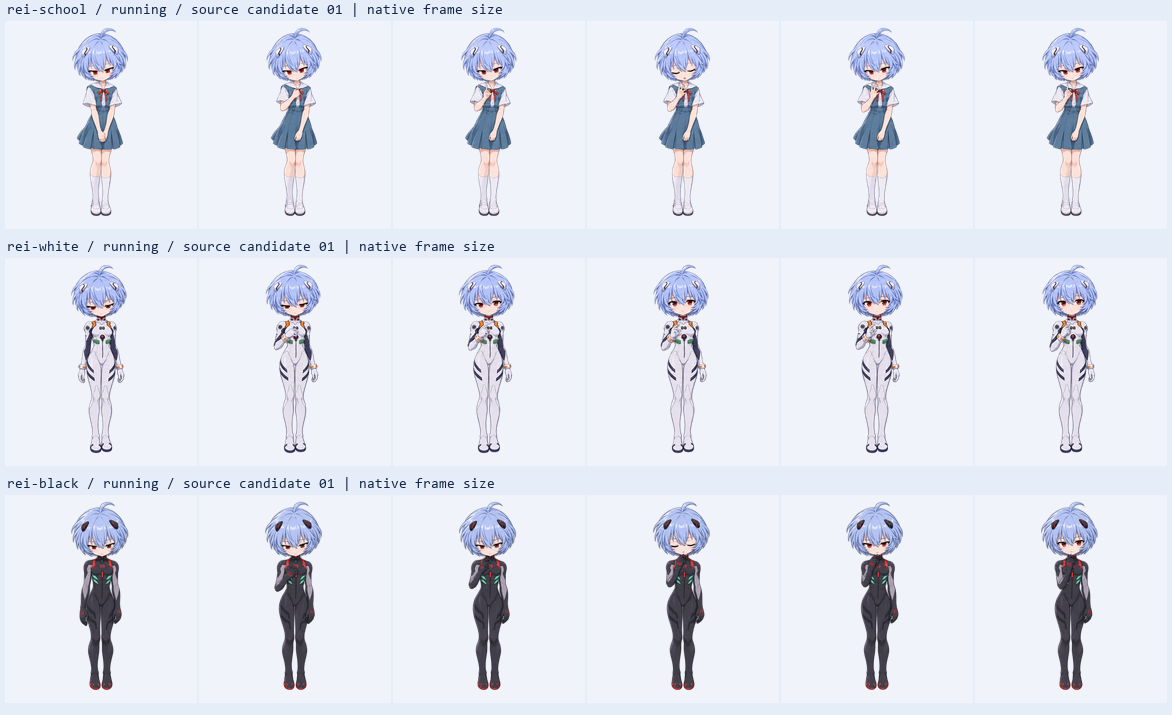 rei-school / running / source candidate 01 | native frame size
rei-white / running / source candidate 01 | native frame size
rei-black / running / source candidate 01 | native frame size